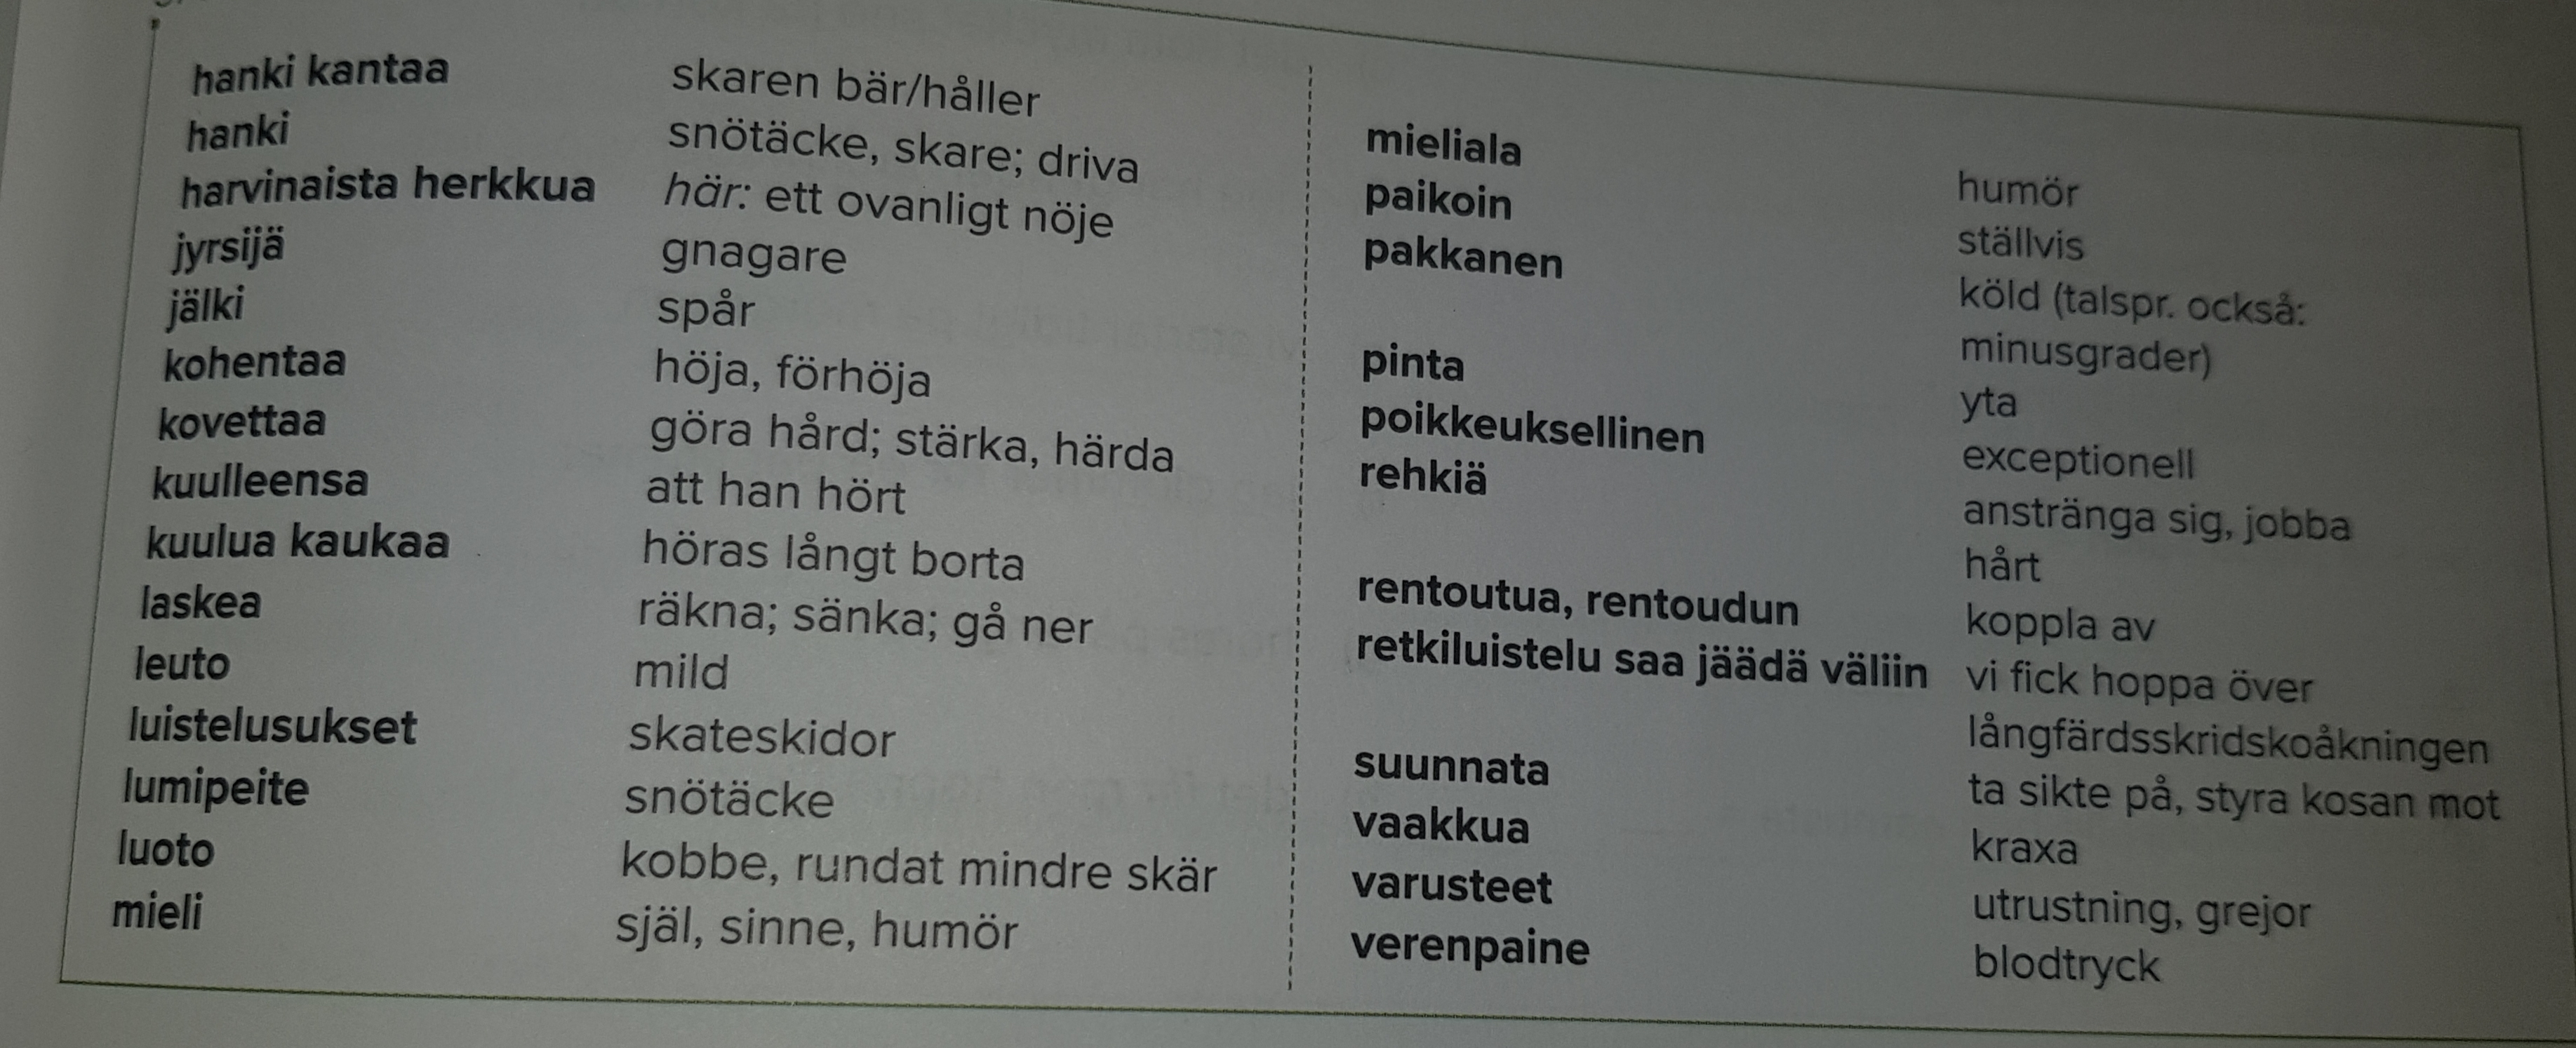 hanki kantaa skaren bär/håller
hanki snötäcke, skare; driva
harvinaista herkkua här: ett ovanligt nöje
jyrsijä gnagare
jälki spår
kohentaa höja, förhöja
kovettaa göra hård; stärka, härda
kuulleensa att han hört
kuulua kaukaa höras långt borta
laskea räkna; sänka; gå ner
leuto mild
luistelusukset skateskidor
lumipeite snötäcke
luoto kobbe, rundat mindre skär
mieli själ, sinne, humör
mieliala humör
paikoin ställvis
pakkanen köld (talspr. också:
minusgrader)
pinta yta
poikkeuksellinen exceptionell
rehkiä anstränga sig, jobba
hårt
rentoutua, rentoudun koppla av
retkiluistelu saa jäädä väliin vi fick hoppa över
långfärdsskridskoåkningen
suunnata ta sikte på, styra kosan mot
vaakkua kraxa
varusteet utrustning, grejor
verenpaine blodtryck